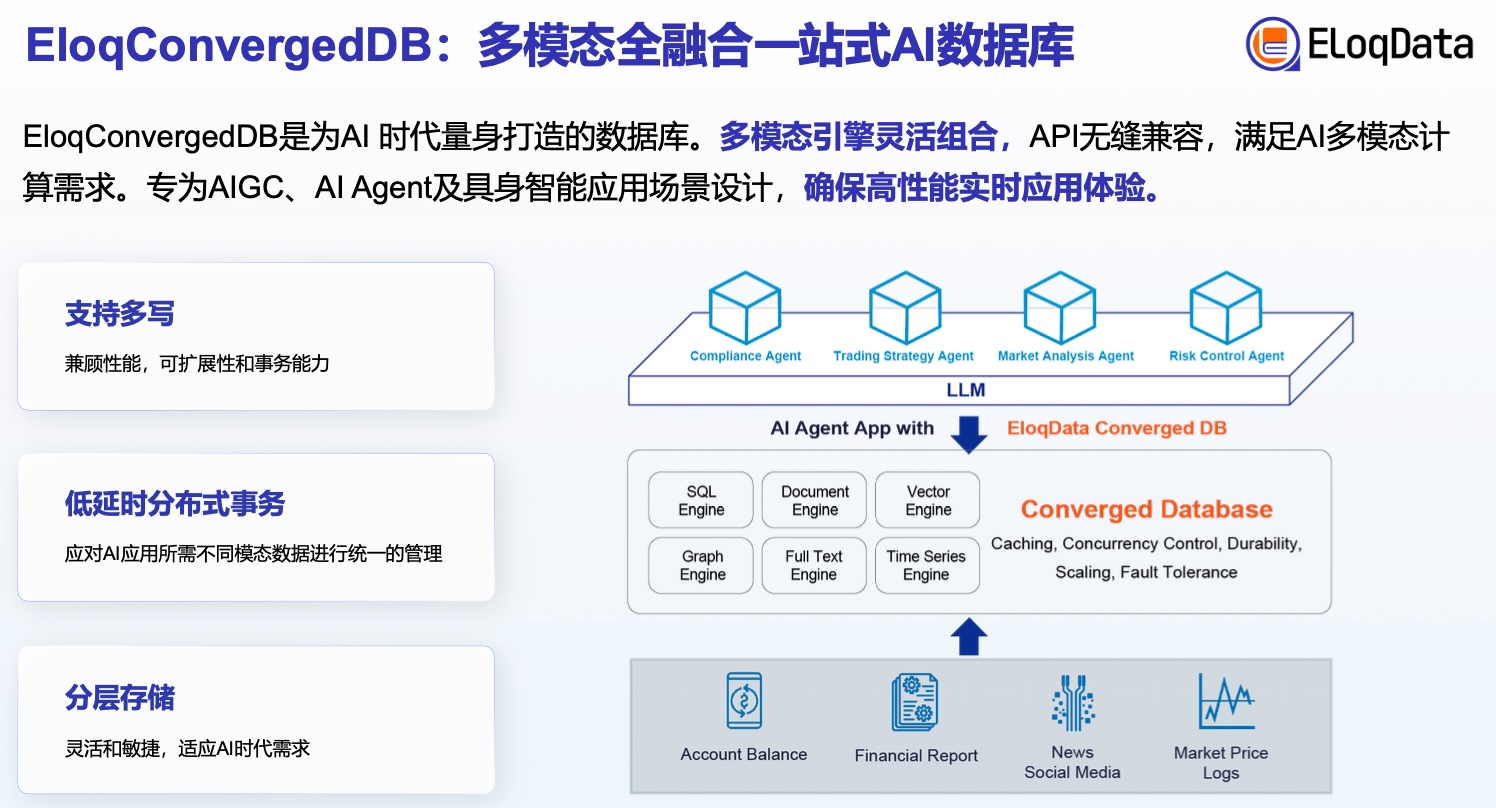 EloqConvergedDB：多模态全融合一站式AI数据库
ELoqData
EloqConvergedDB是为AI 时代量身打造的数据库。多模态引擎灵活组合，API无缝兼容，满足AI多模态计
算需求。专为AIGC、AI Agent及具身智能应用场景设计，确保高性能实时应用体验。
支持多写
兼顾性能，可扩展性和事务能力
低延时分布式事务
应对AI应用所需不同模态数据进行统一的管理
分层存储
灵活和敏捷，适应AI时代需求
Compliance Agent
Trading Strategy Agent
Market Analysis Agent
Risk Control Agent
LLM
AI Agent App with
EloqData Converged DB
SQL
Engine
Document
Engine
Vector
Engine
Graph
Engine
Full Text
Engine
Time Series
Engine
Converged Database
Caching, Concurrency Control, Durability,
Scaling, Fault Tolerance
Account Balance
Financial Report
News
Social Media
Market Price
Logs